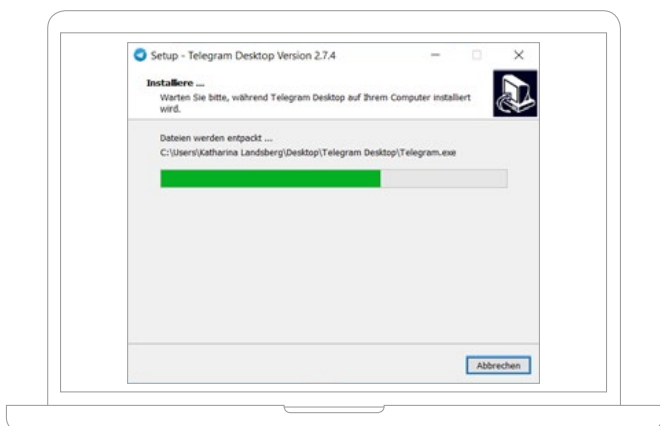 Setup - Telegram Desktop Version 2.7.4
Installiere ...
Warten Sie bitte, während Telegram Desktop auf Ihrem Computer installiert
wird.
Dateien werden entpackt ...
C:\Users\Katharina Landsberg\Desktop\Telegram Desktop\Telegram.exe
Abbrechen